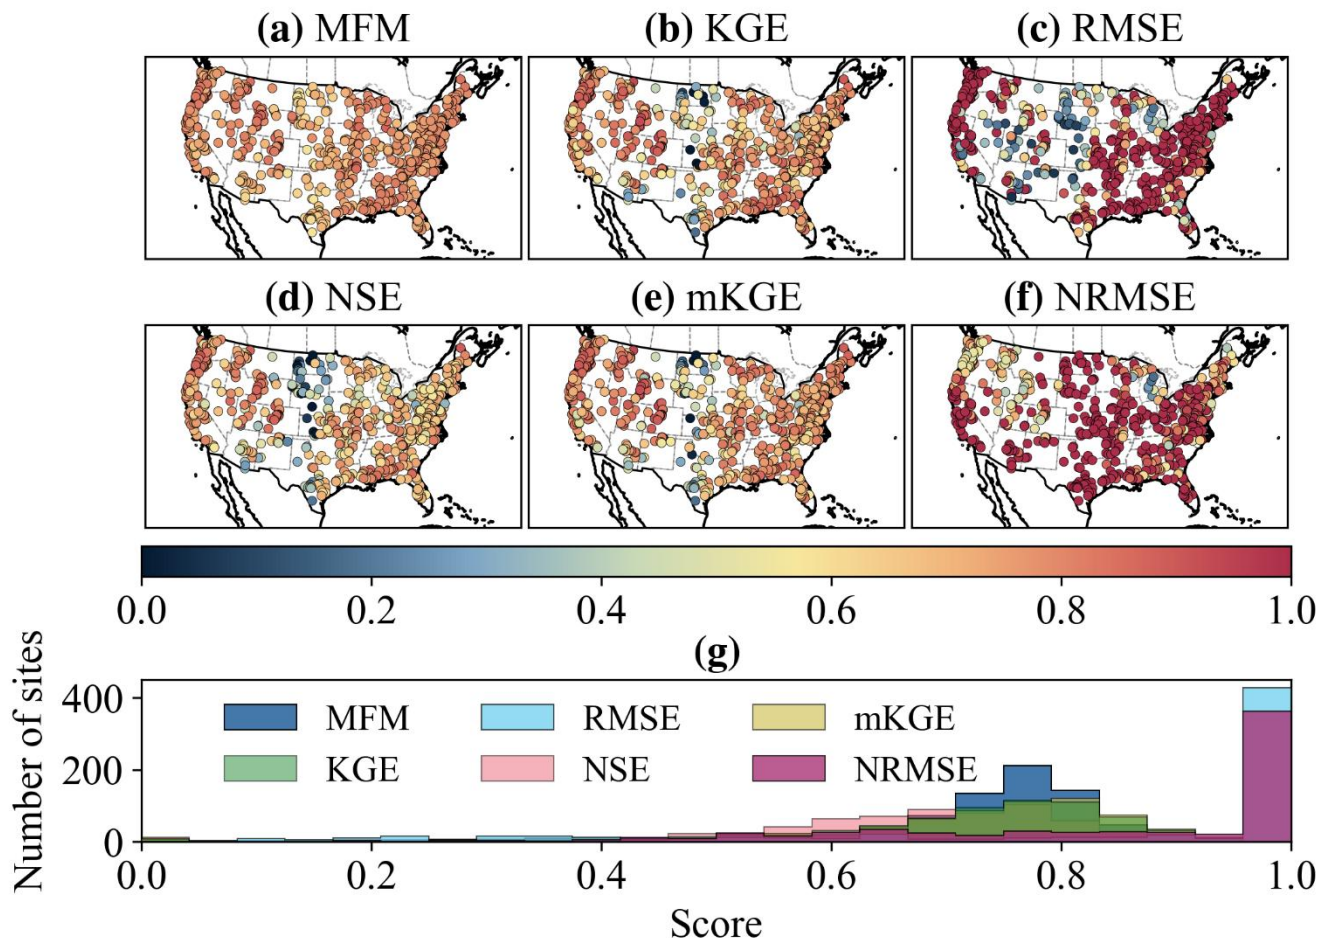 (a) MFM
(b) KGE
(c) RMSE
(d) NSE
(e) mKGE
(f) NRMSE
0.0 0.2 0.4 0.6 0.8 1.0
(g)
Number of sites
400
200
0
MFM RMSE mKGE
KGE NSE NRMSE
0.0 0.2 0.4 0.6 0.8 1.0
Score